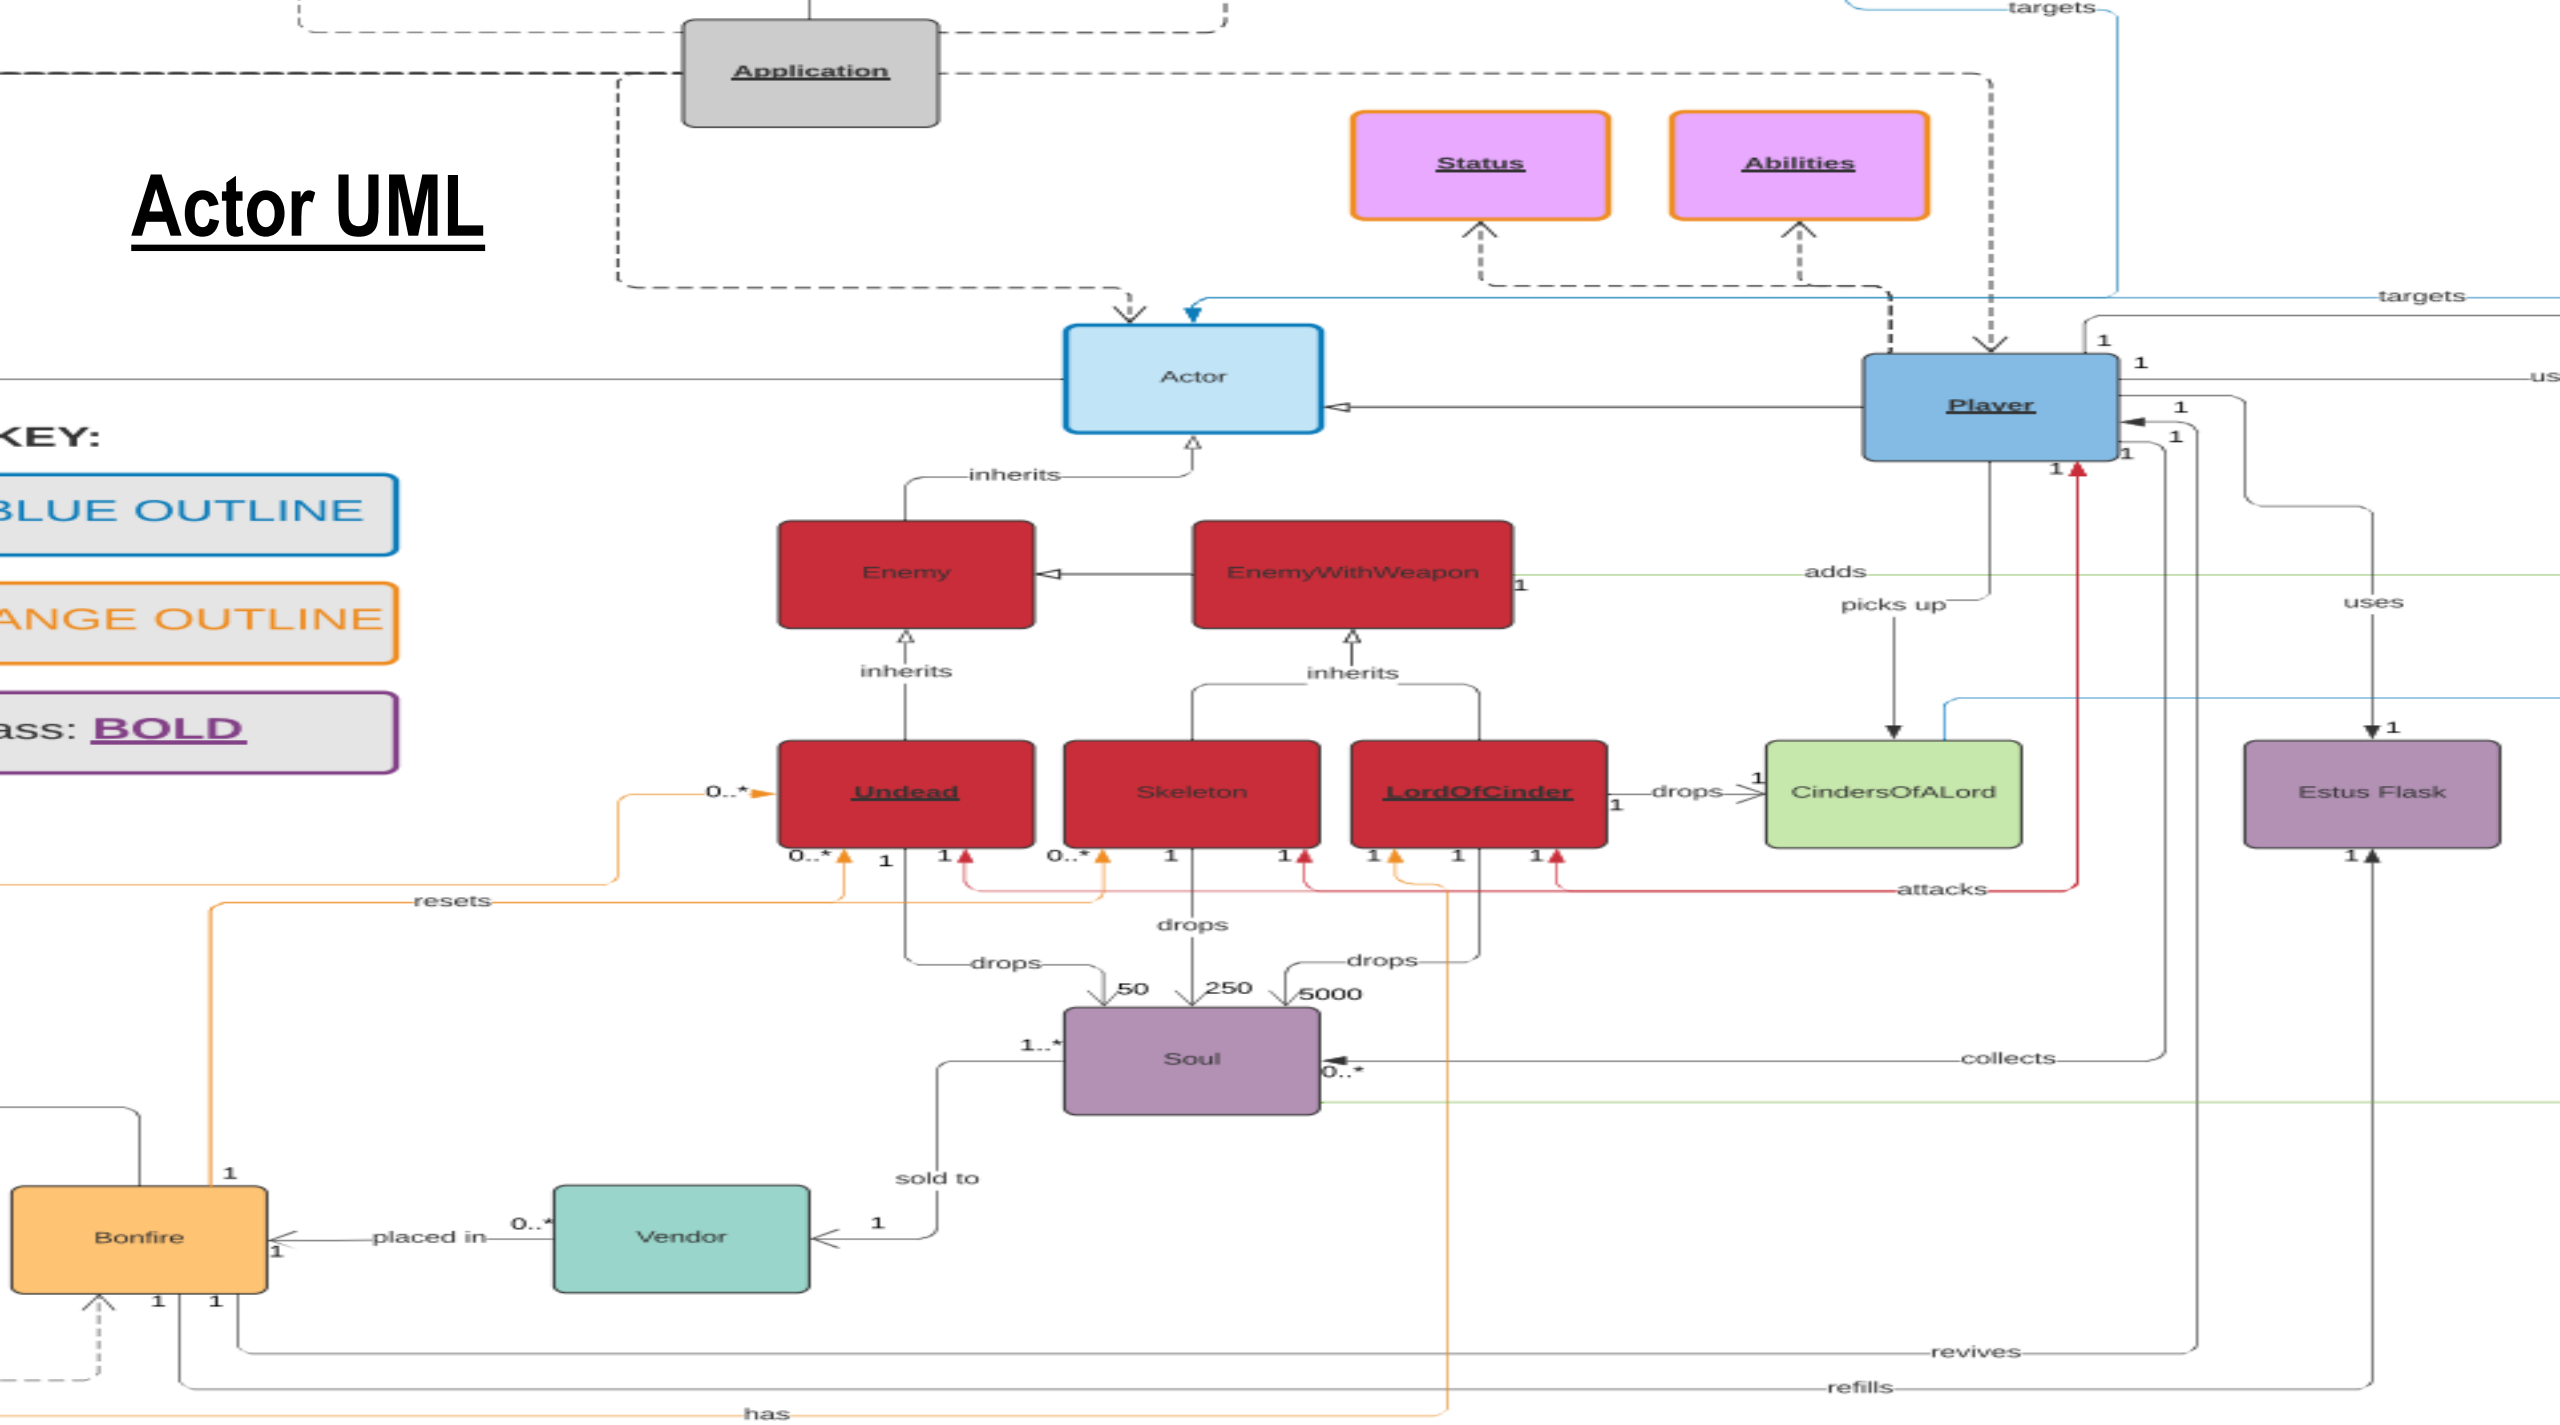 targets
Application
Status
Abilities
Actor UML
targets
1
1
Actor
us
Player
1
1
1
1
KEY:
inherits
BLUE OUTLINE
Enemy
EnemyWithWeapon
1
adds
picks up
uses
ANGE OUTLINE
inherits
inherits
ass: BOLD
1
0..*
Undead
Skeleton
LordOfCinder
1
drops
1
CindersOfALord
Estus Flask
0..*
1
1
0..*
1
1
1
1
1
1
resets
attacks
drops
drops
drops
50
250
5000
1..*
Soul
collects
0..*
1
sold to
Bonfire
1
placed in
0..*
Vendor
1
1
1
revives
refills
has